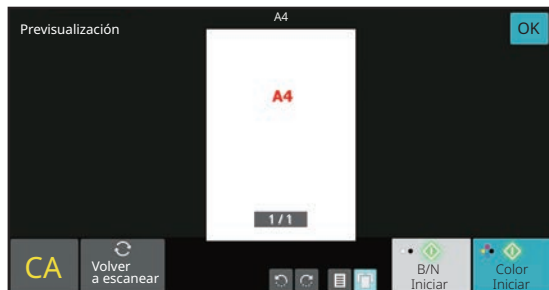 A4
Previsualización
OK
A4
1/1
CA
Volver
a escanear
B/N
Iniciar
Color
Iniciar